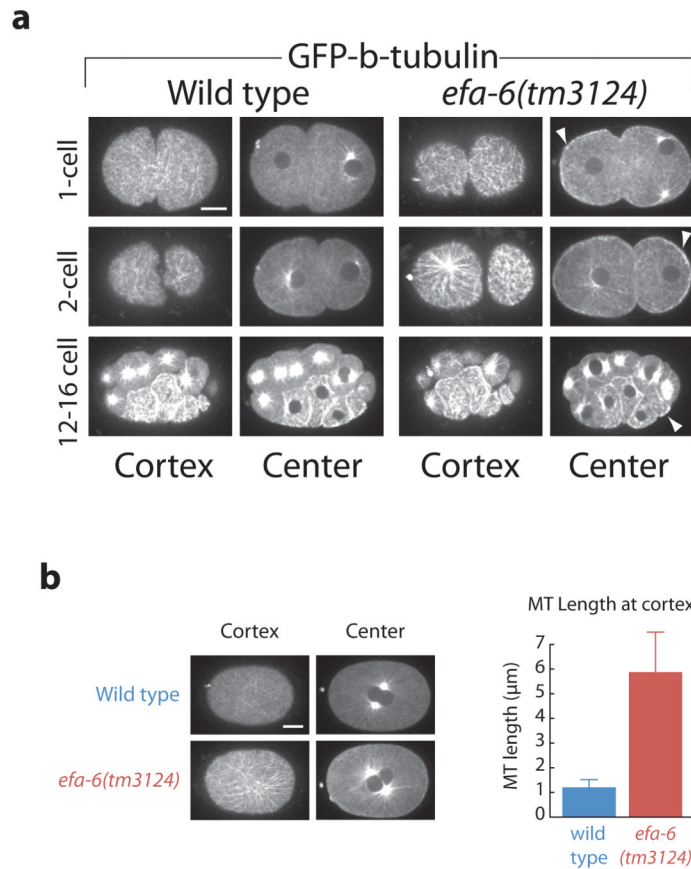 a
GFP-b-tubulin
Wild type efa-6(tm3124)
1-cell
2-cell
12-16 cell
Cortex Center Cortex Center
b
Cortex Center
Wild type
efa-6(tm3124)
MT Length at cortex
MT length (μm)
7
6
5
4
3
2
1
0
wild type
efa-6 (tm3124)